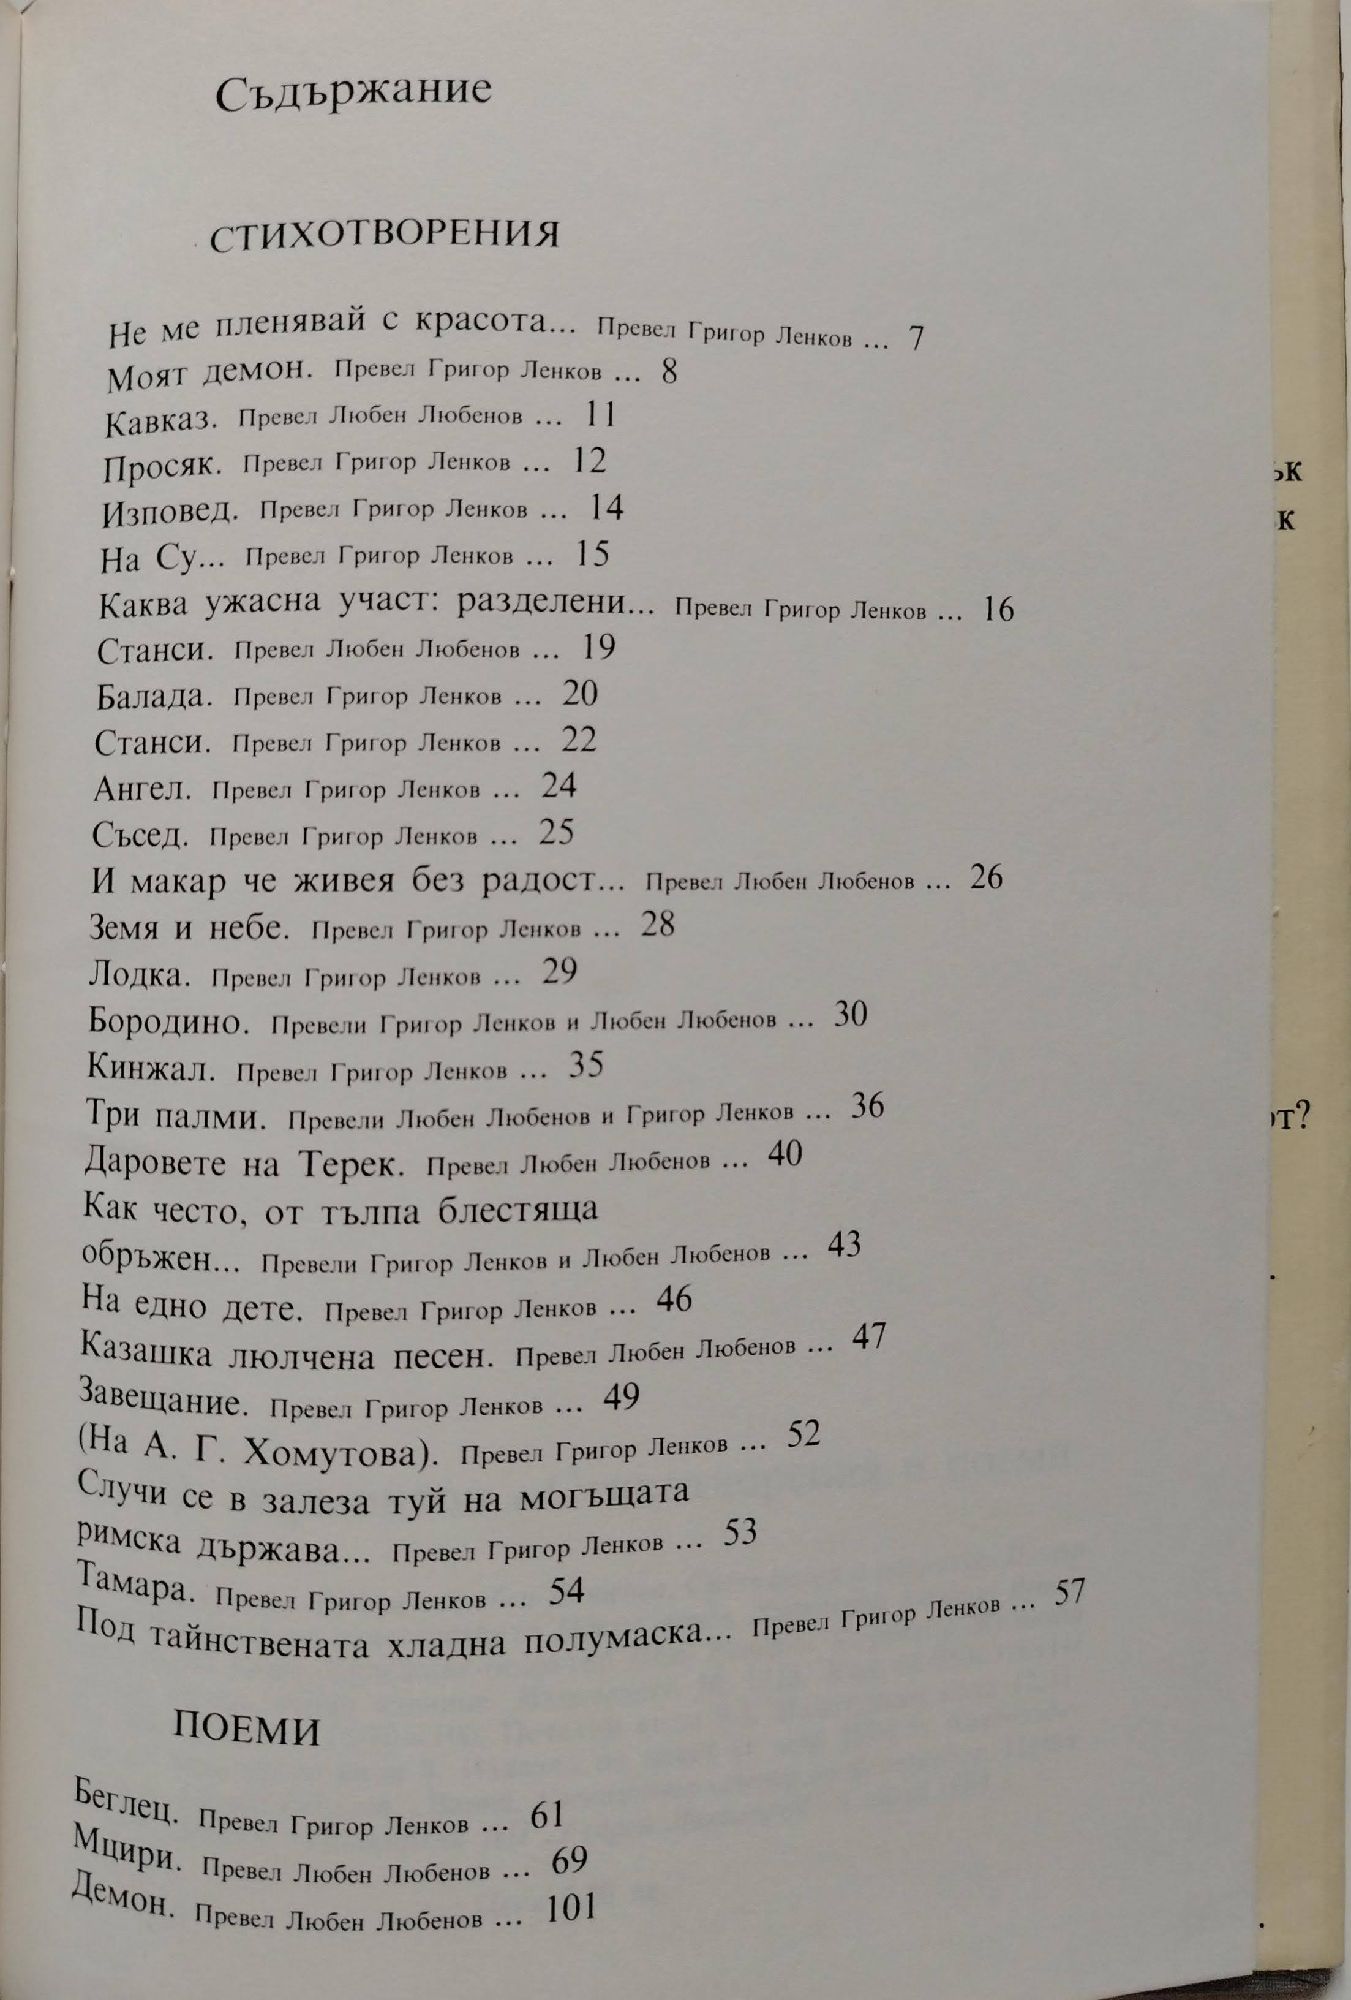 Съдържание
СТИХОТВОРЕНИЯ
Не ме пленявай с красота... Превел Григор Ленков ... 7
Моят демон. Превел Григор Ленков ... 8
Кавказ. Превел Любен Любенов ... 11
Просяк. Превел Григор Ленков ... 12
Изповед. Превел Григор Ленков ... 14
На Су... Превел Григор Ленков ... 15
Каква ужасна участ: разделени... Превел Григор Ленков ... 16
Станси. Превел Любен Любенов ... 19
Балада. Превел Григор Ленков ... 20
Станси. Превел Григор Ленков ... 22
Ангел. Превел Григор Ленков ... 24
Съсед. Превел Григор Ленков ... 25
И макар че живея без радост... Превел Любен Любенов ... 26
Земя и небе. Превел Григор Ленков ... 28
Лодка. Превел Григор Ленков ... 29
Бородино. Превели Григор Ленков и Любен Любенов ... 30
Кинжал. Превел Григор Ленков ... 35
Три палми. Превели Любен Любенов и Григор Ленков ... 36
Даровете на Терек. Превел Любен Любенов ... 40
Как често, от тълпа блестяща
обръжен... Превели Григор Ленков и Любен Любенов ... 43
На едно дете. Превел Григор Ленков ... 46
Казашка люлчена песен. Превел Любен Любенов ... 47
Завещание. Превел Григор Ленков ... 49
(На А. Г. Хомутова). Превел Григор Ленков ... 52
Случи се в залеза туй на могъщата
римска държава... Превел Григор Ленков ... 53
Тамара. Превел Григор Ленков ... 54
Под тайнствената хладна полумаска... Превел Григор Ленков ... 57
ПОЕМИ
Беглец. Превел Григор Ленков ... 61
Мцири. Превел Любен Любенов ... 69
Демон. Превел Любен Любенов ... 101